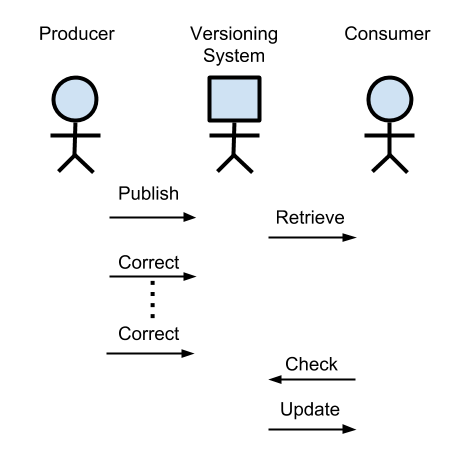 Producer
Versioning
System
Consumer
Publish
Retrieve
Correct
Correct
Check
Update